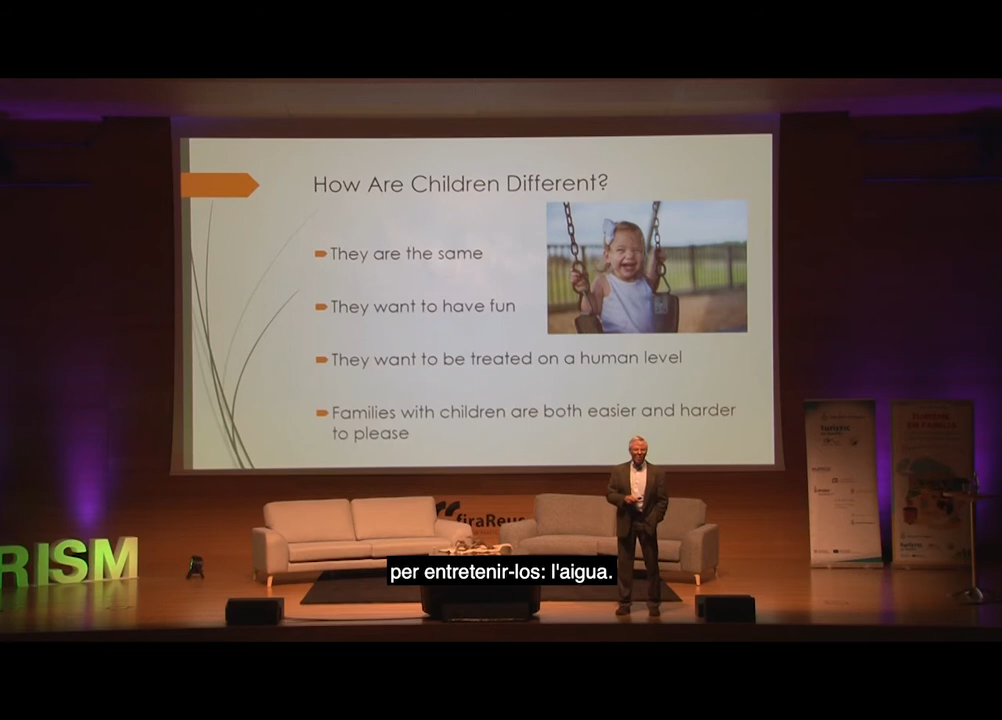 How Are Children Different?
They are the same
They want to have fun
They want to be treated on a human level
Families with children are both easier and harder
to please
firaReus
RISM
per entretenir-los: l'aigua.